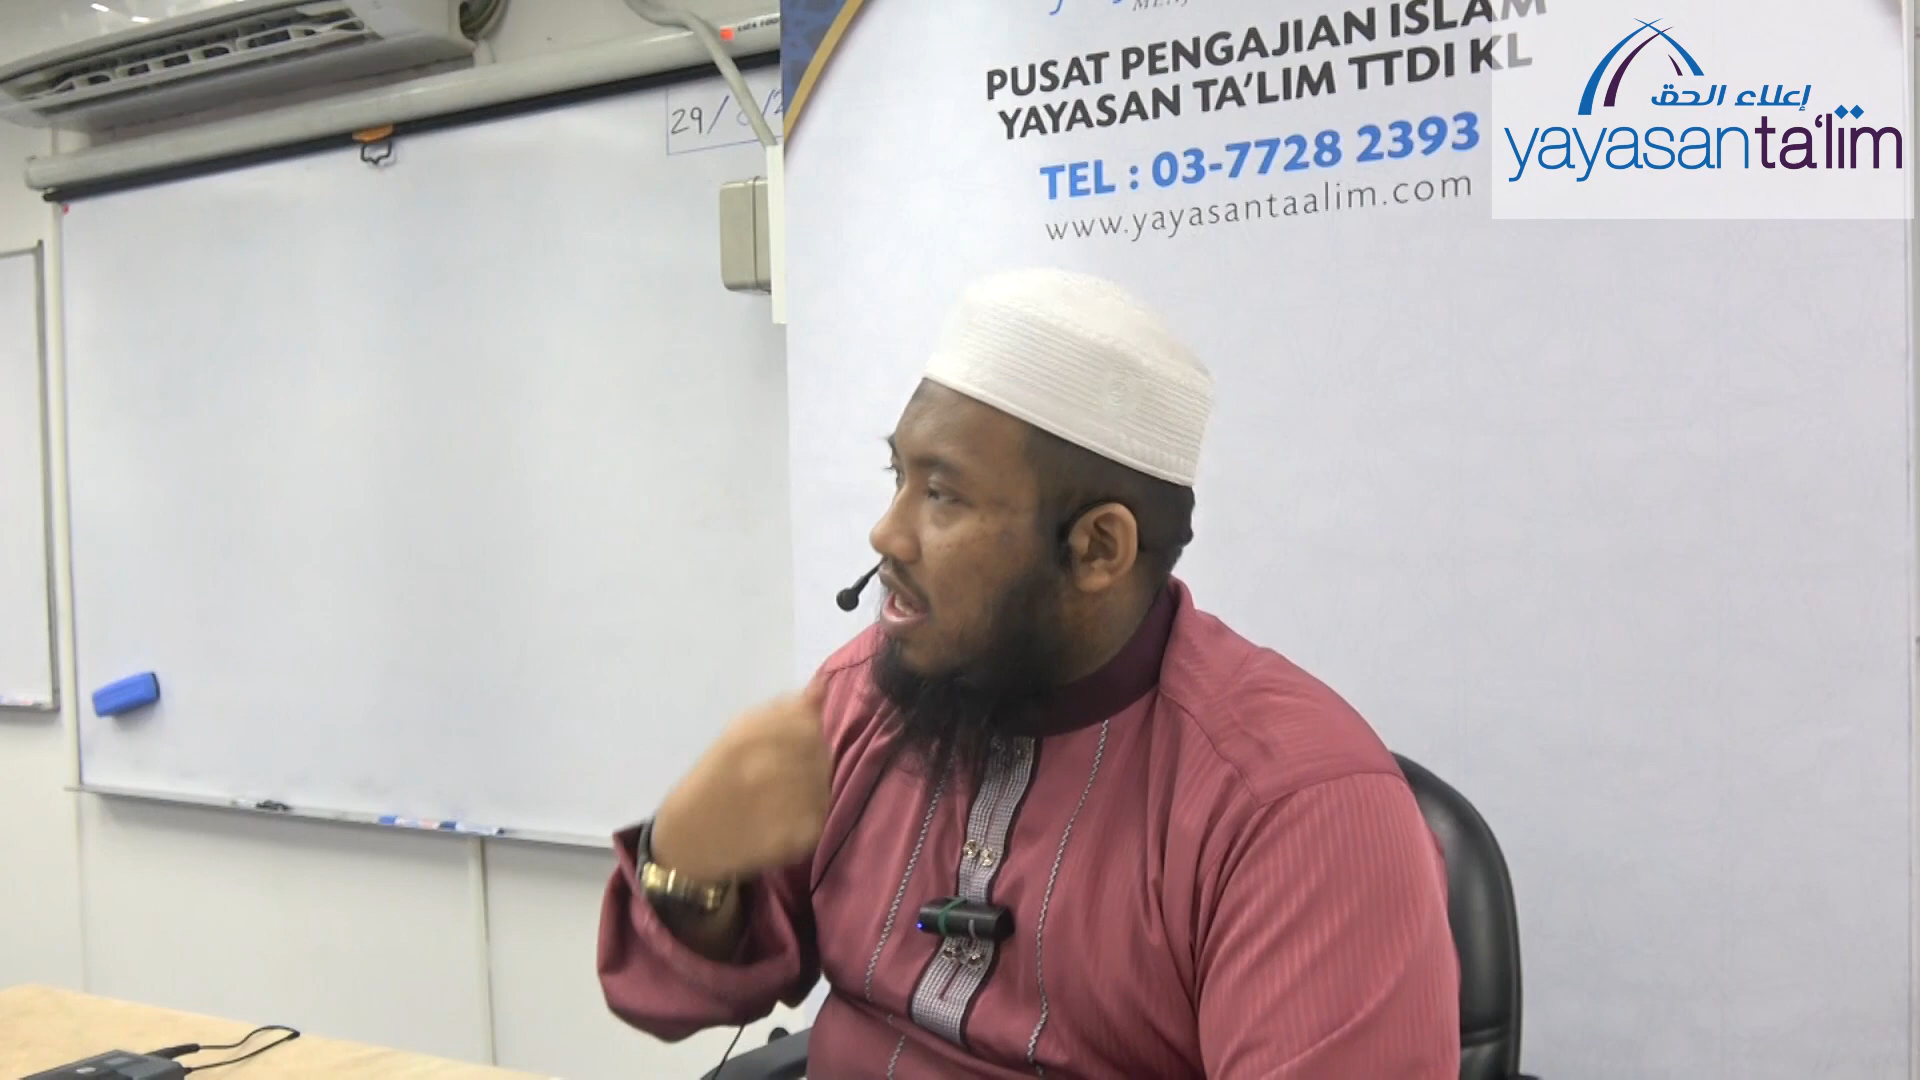 PUSAT PENGAJIAN ISLAM
YAYASAN TA'LIM TTDI KL
TEL : 03-7728 2393
www.yayasantaalim.com
إعلاء الحق
yayasanta'lim
29/